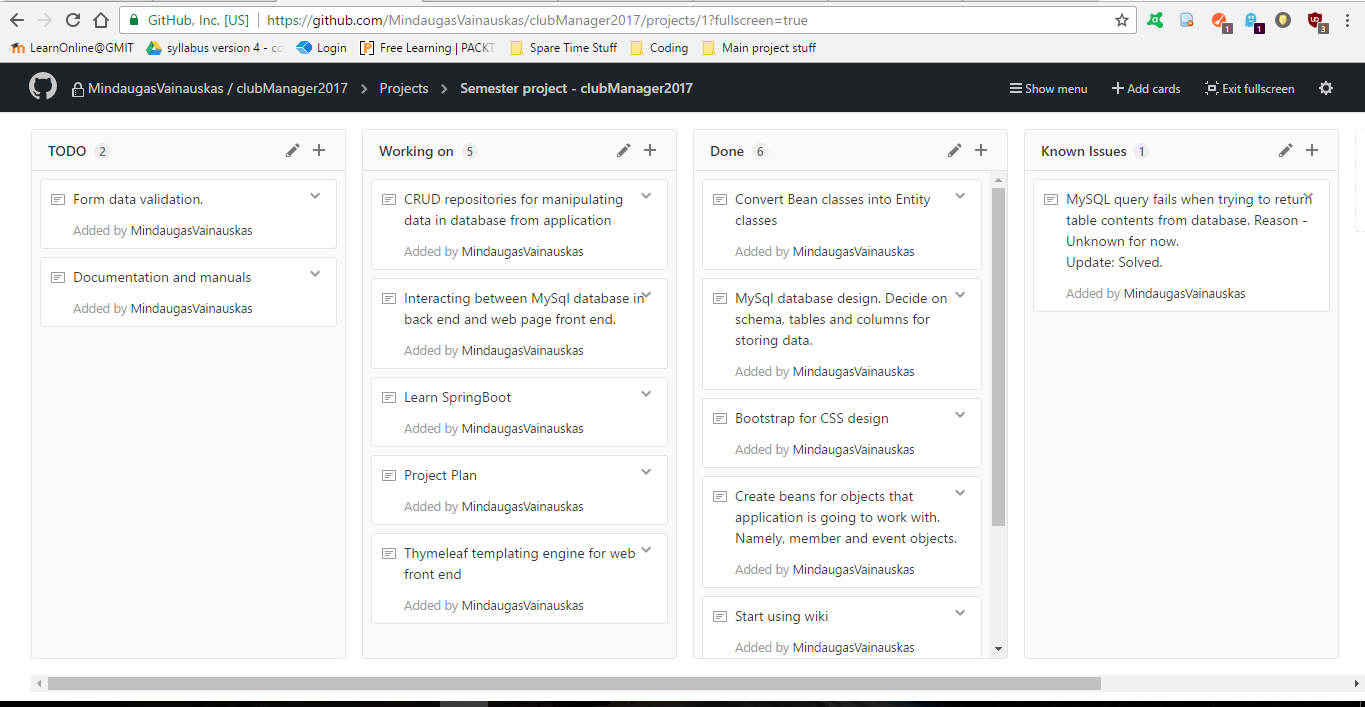 GitHub, Inc. [US] https://github.com/MindaugasVainauskas/clubManager2017/projects/1?fullscreen=true
1 1 3
LearnOnline@GMIT syllabus version 4 - co Login Free Learning | PACKT Spare Time Stuff Coding Main project stuff
MindaugasVainauskas / clubManager2017 Projects Semester project - clubManager2017 Show menu Add cards Exit fullscreen
TODO 2
Form data validation.
Added by MindaugasVainauskas
Documentation and manuals
Added by MindaugasVainauskas
Working on 5
CRUD repositories for manipulating
data in database from application
Added by MindaugasVainauskas
Interacting between MySql database in
back end and web page front end.
Added by MindaugasVainauskas
Learn SpringBoot
Added by MindaugasVainauskas
Project Plan
Added by MindaugasVainauskas
Thymeleaf templating engine for web
front end
Added by MindaugasVainauskas
Done 6
Convert Bean classes into Entity
classes
Added by MindaugasVainauskas
MySql database design. Decide on
schema, tables and columns for
storing data.
Added by MindaugasVainauskas
Bootstrap for CSS design
Added by MindaugasVainauskas
Create beans for objects that
application is going to work with.
Namely, member and event objects.
Added by MindaugasVainauskas
Start using wiki
Added by MindaugasVainauskas
Known Issues 1
MySQL query fails when trying to return
table contents from database. Reason -
Unknown for now.
Update: Solved.
Added by MindaugasVainauskas